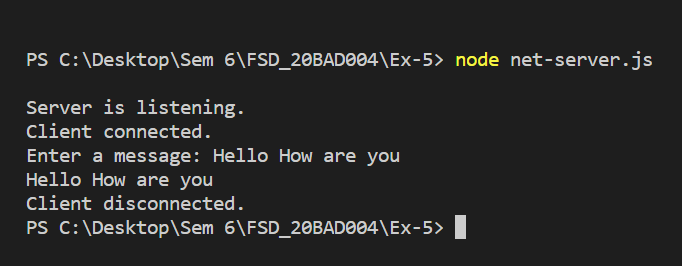 PS C:\Desktop\Sem 6\FSD_20BAD004\Ex-5> node net-server.js
Server is listening.
Client connected.
Enter a message: Hello How are you
Hello How are you
Client disconnected.
PS C:\Desktop\Sem 6\FSD_20BAD004\Ex-5>